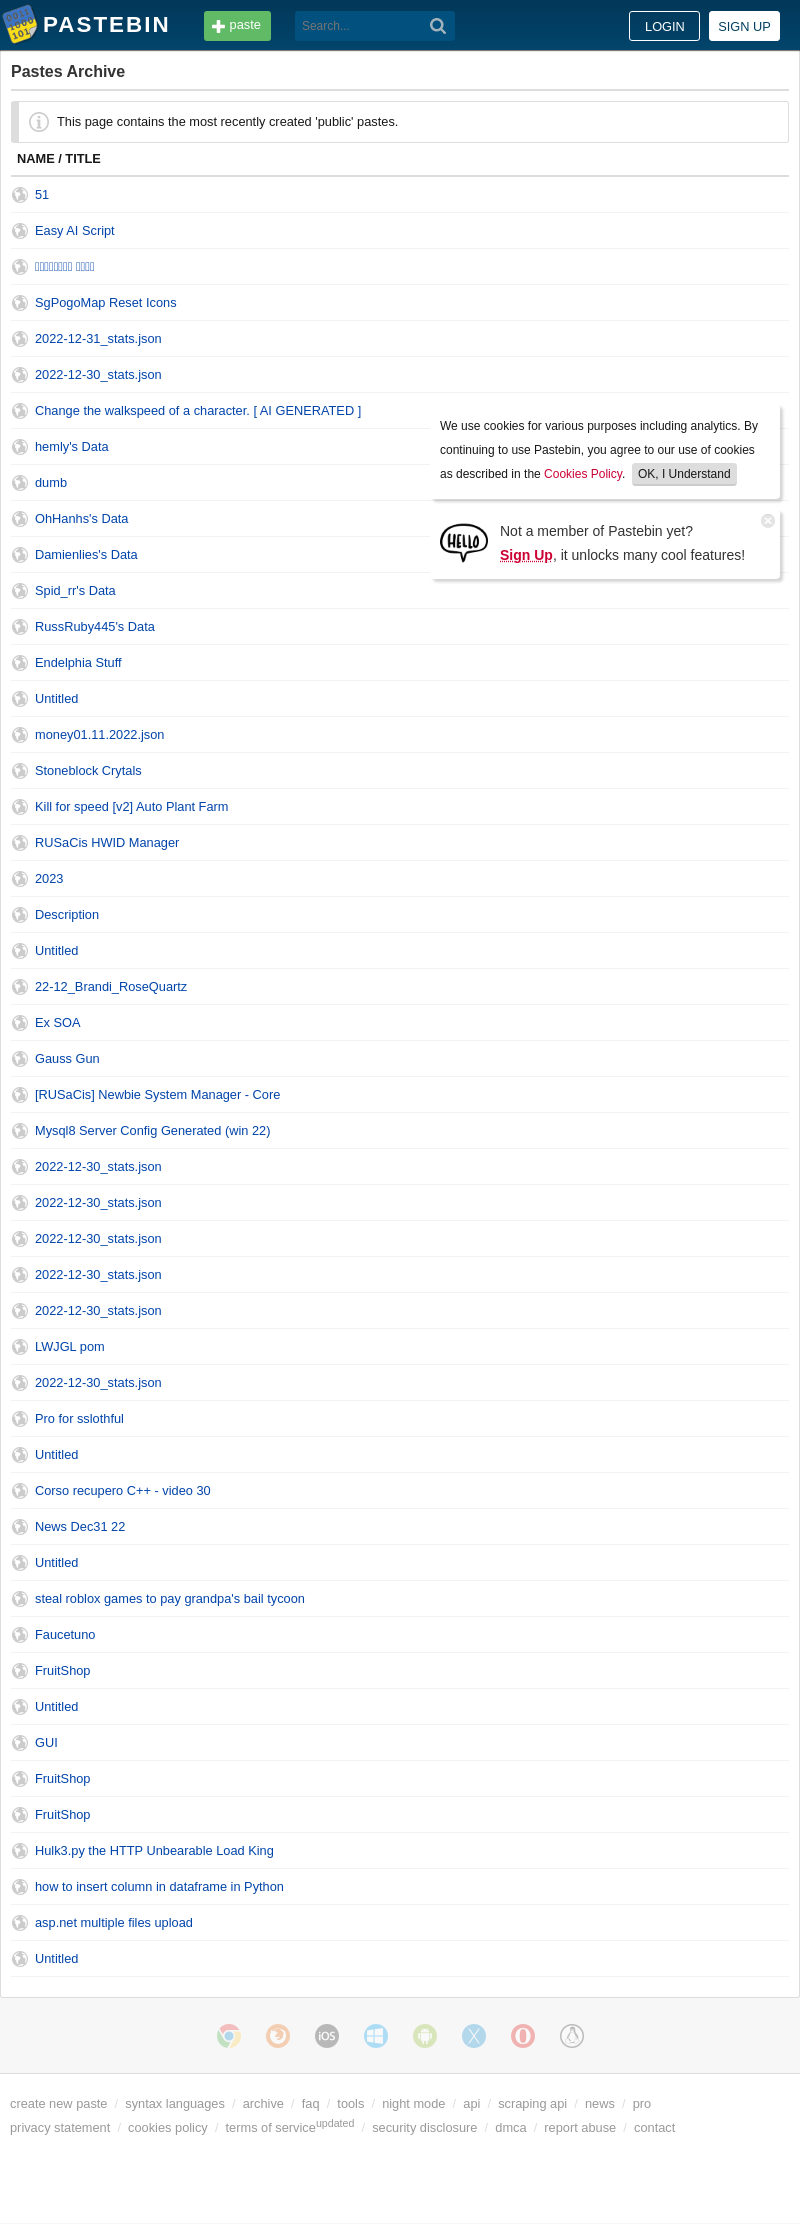 PASTEBIN
paste
Search...
LOGIN
SIGN UP
Pastes Archive
This page contains the most recently created 'public' pastes.
NAME / TITLE
51
Easy AI Script
SgPogoMap Reset Icons
2022-12-31_stats.json
2022-12-30_stats.json
Change the walkspeed of a character. [ AI GENERATED ]
hemly's Data
dumb
OhHanhs's Data
Damienlies's Data
Spid_rr's Data
RussRuby445's Data
Endelphia Stuff
Untitled
money01.11.2022.json
Stoneblock Crytals
Kill for speed [v2] Auto Plant Farm
RUSaCis HWID Manager
2023
Description
Untitled
22-12_Brandi_RoseQuartz
Ex SOA
Gauss Gun
[RUSaCis] Newbie System Manager - Core
Mysql8 Server Config Generated (win 22)
2022-12-30_stats.json
2022-12-30_stats.json
2022-12-30_stats.json
2022-12-30_stats.json
2022-12-30_stats.json
LWJGL pom
2022-12-30_stats.json
Pro for sslothful
Untitled
Corso recupero C++ - video 30
News Dec31 22
Untitled
steal roblox games to pay grandpa's bail tycoon
Faucetuno
FruitShop
Untitled
GUI
FruitShop
FruitShop
Hulk3.py the HTTP Unbearable Load King
how to insert column in dataframe in Python
asp.net multiple files upload
Untitled
We use cookies for various purposes including analytics. By
continuing to use Pastebin, you agree to our use of cookies
as described in the Cookies Policy. OK, I Understand
HELLO
Not a member of Pastebin yet?
Sign Up, it unlocks many cool features!
iOS
create new paste / syntax languages / archive / faq / tools / night mode / api / scraping api / news / pro
privacy statement / cookies policy / terms of service updated / security disclosure / dmca / report abuse / contact